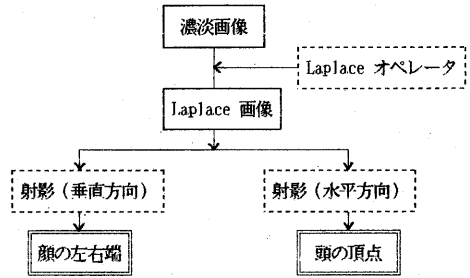 濃淡画像
Laplace オペレータ
Laplace 画像
射影(垂直方向)
射影(水平方向)
顔の左右端
頭の頂点